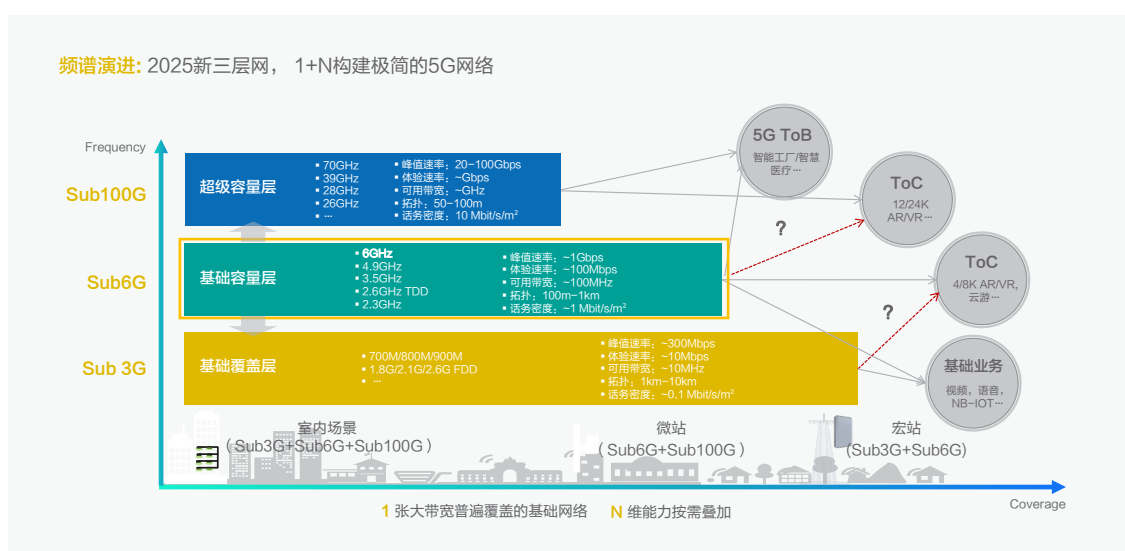 频谱演进: 2025新三层网， 1+N构建极简的5G网络
Frequency
Sub100G
超级容量层
▪ 70GHz
▪ 39GHz
▪ 28GHz
▪ 26GHz
▪ …
▪ 峰值速率：20-100Gbps
▪ 体验速率：~Gbps
▪ 可用带宽：~GHz
▪ 拓扑：50-100m
▪ 话务密度：10 Mbit/s/m²
5G ToB
智能工厂/智慧
医疗…
ToC
12/24K
AR/VR…
?
Sub6G
基础容量层
▪ 6GHz
▪ 4.9GHz
▪ 3.5GHz
▪ 2.6GHz TDD
▪ 2.3GHz
▪ 峰值速率：~1Gbps
▪ 体验速率：~100Mbps
▪ 可用带宽：~100MHz
▪ 拓扑：100m-1km
▪ 话务密度：~1 Mbit/s/m²
ToC
4/8K AR/VR,
云游…
?
Sub 3G
基础覆盖层
▪ 700M/800M/900M
▪ 1.8G/2.1G/2.6G FDD
▪ …
▪ 峰值速率：~300Mbps
▪ 体验速率：~10Mbps
▪ 可用带宽：~10MHz
▪ 拓扑：1km-10km
▪ 话务密度：~0.1 Mbit/s/m²
基础业务
视频，语音，
NB-IOT…
室内场景
（Sub3G+Sub6G+Sub100G）
微站
（Sub6G+Sub100G）
宏站
(Sub3G+Sub6G)
Coverage
1 张大带宽普遍覆盖的基础网络 N 维能力按需叠加